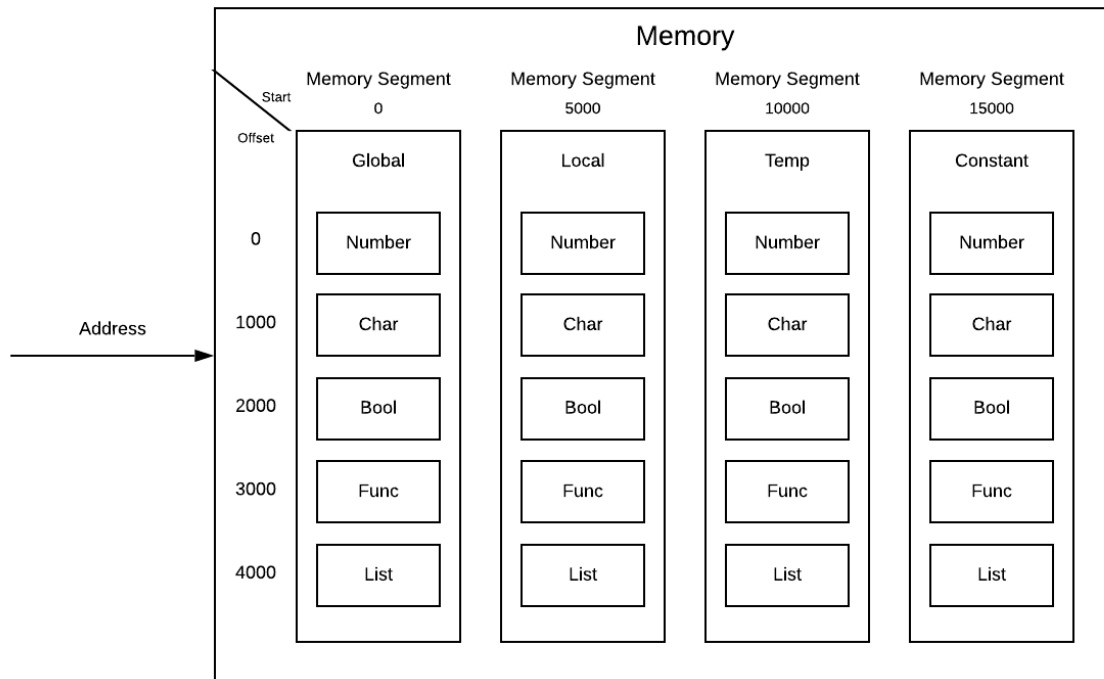 Memory
Memory Segment Memory Segment Memory Segment Memory Segment
Start 0 5000 10000 15000
Offset
Global Local Temp Constant
0 Number Number Number Number
1000 Char Char Char Char
Address
2000 Bool Bool Bool Bool
3000 Func Func Func Func
4000 List List List List